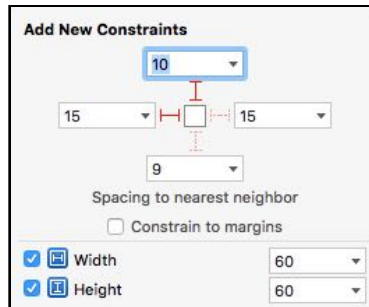 Add New Constraints
10
15 15
9
Spacing to nearest neighbor
Constrain to margins
Width 60
Height 60